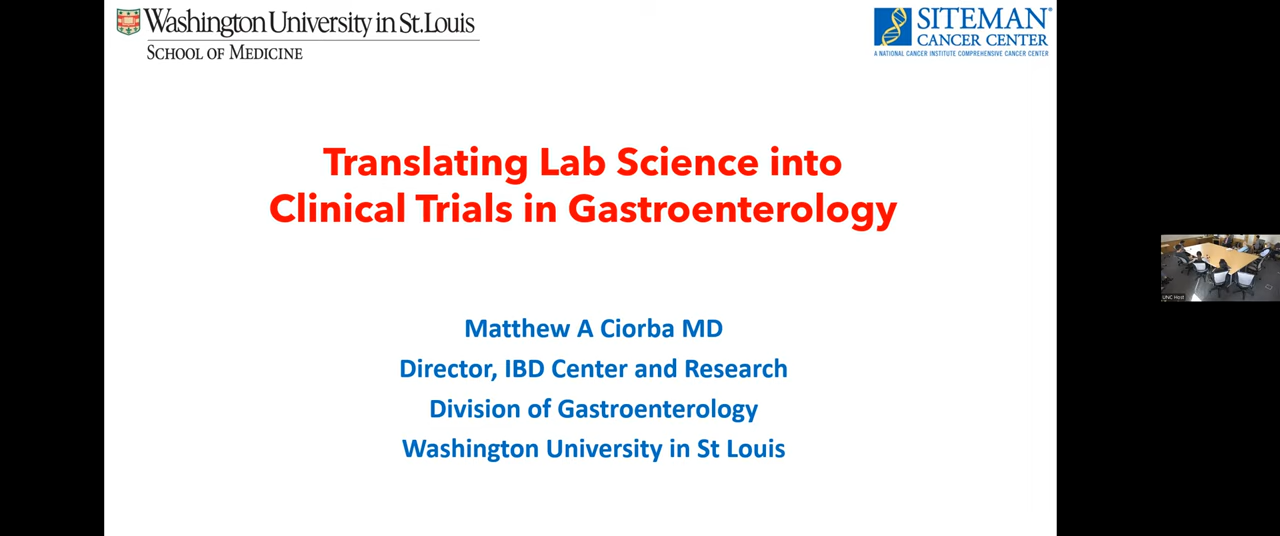 Washington University in St. Louis
SCHOOL OF MEDICINE
SITEMAN
CANCER CENTER®
A NATIONAL CANCER INSTITUTE COMPREHENSIVE CANCER CENTER
Translating Lab Science into
Clinical Trials in Gastroenterology
Matthew A Ciorba MD
Director, IBD Center and Research
Division of Gastroenterology
Washington University in St Louis
UNC Host